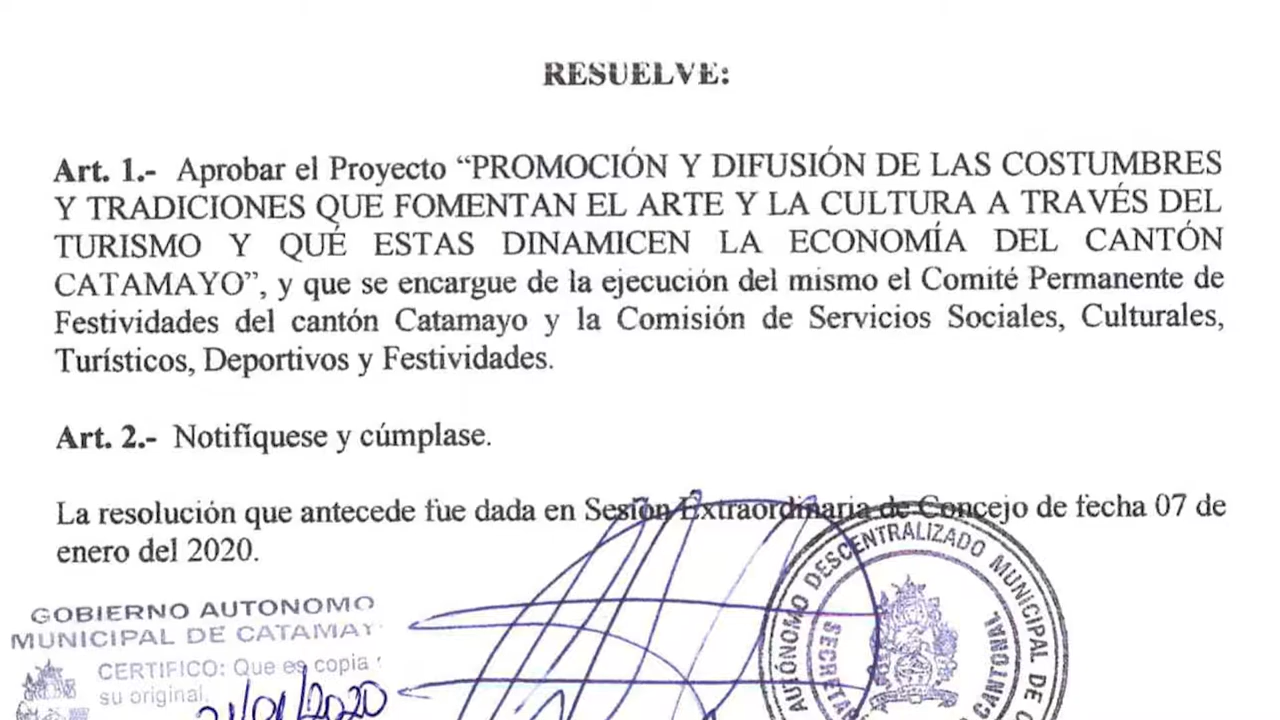 RESUELVE:
Art. 1.- Aprobar el Proyecto “PROMOCIÓN Y DIFUSIÓN DE LAS COSTUMBRES
Y TRADICIONES QUE FOMENTAN EL ARTE Y LA CULTURA A TRAVÉS DEL
TURISMO Y QUÉ ESTAS DINAMICEN LA ECONOMÍA DEL CANTÓN
CATAMAYO”, y que se encargue de la ejecución del mismo el Comité Permanente de
Festividades del cantón Catamayo y la Comisión de Servicios Sociales, Culturales,
Turísticos, Deportivos y Festividades.
Art. 2.- Notifíquese y cúmplase.
La resolución que antecede fue dada en Sesión Extraordinaria de Concejo de fecha 07 de
enero del 2020.
GOBIERNO AUTONOMO
MUNICIPAL DE CATAMAY
CERTIFICO: Que es copia
su original.
/01/2020
AUTÓNOMO DESCENTRALIZADO MUNICIPAL DE
CANTONAL